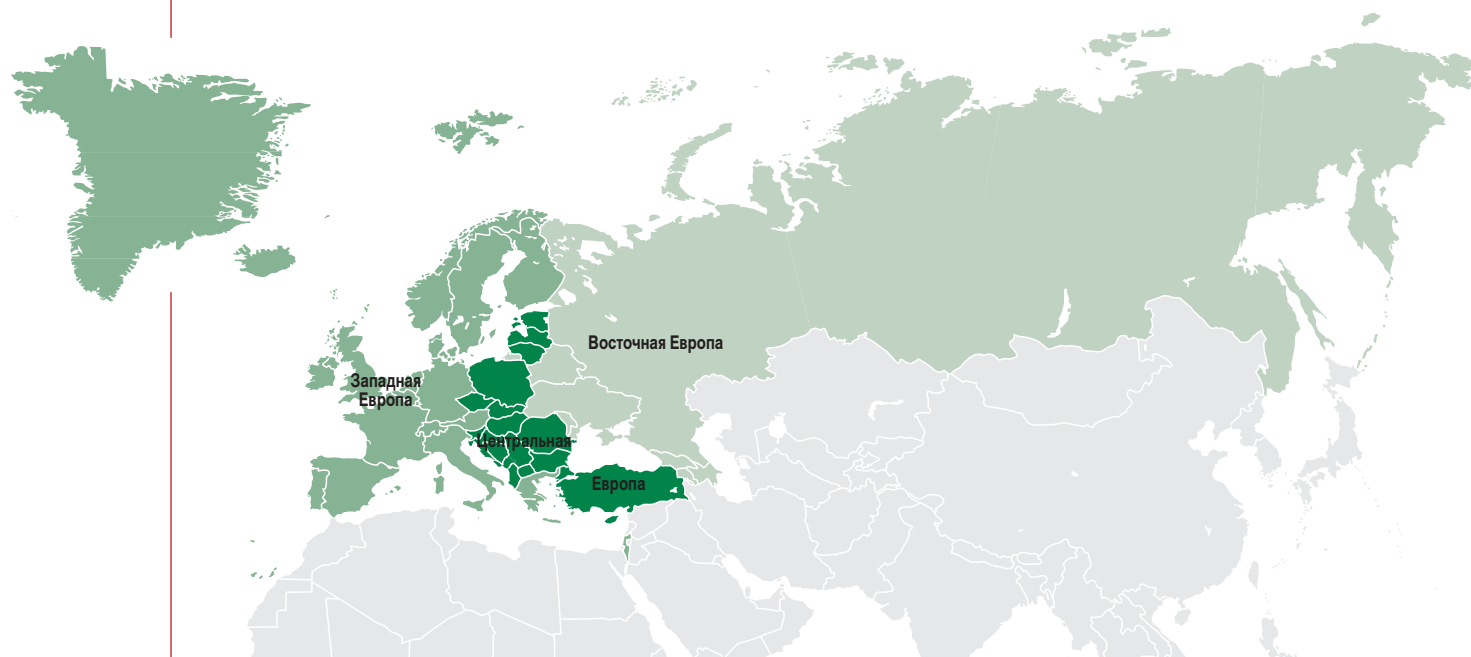 Восточная Европа
Западная
Европа
Центральная
Европа